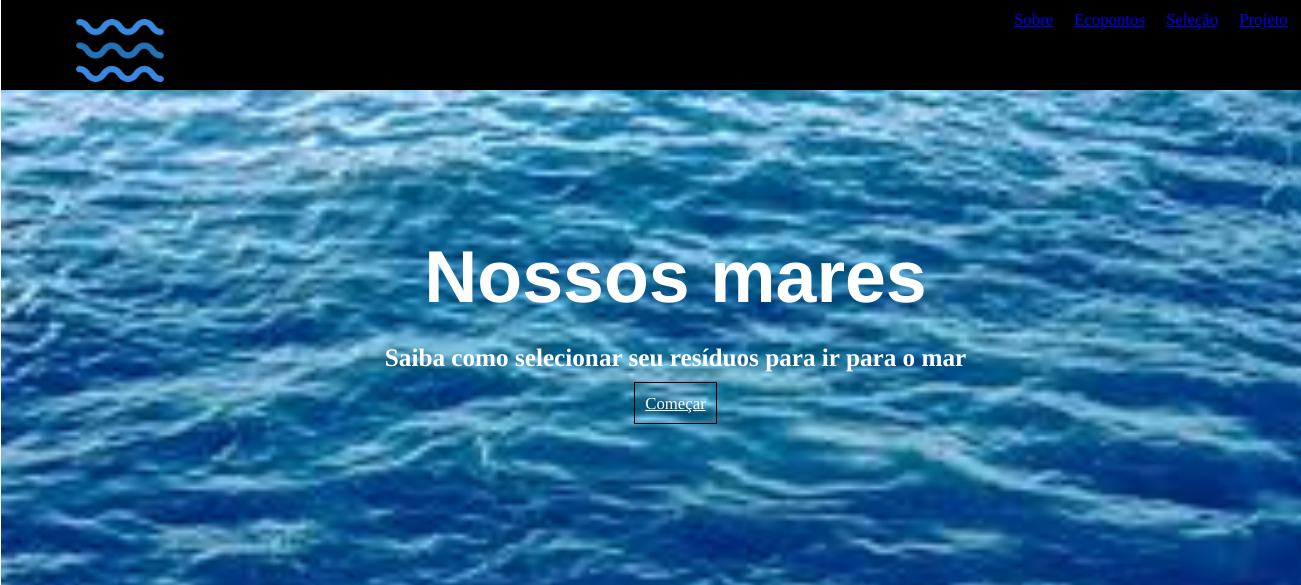 Sobre Ecopontos Seleção Projeto
Nossos mares
Saiba como selecionar seu resíduos para ir para o mar
Começar